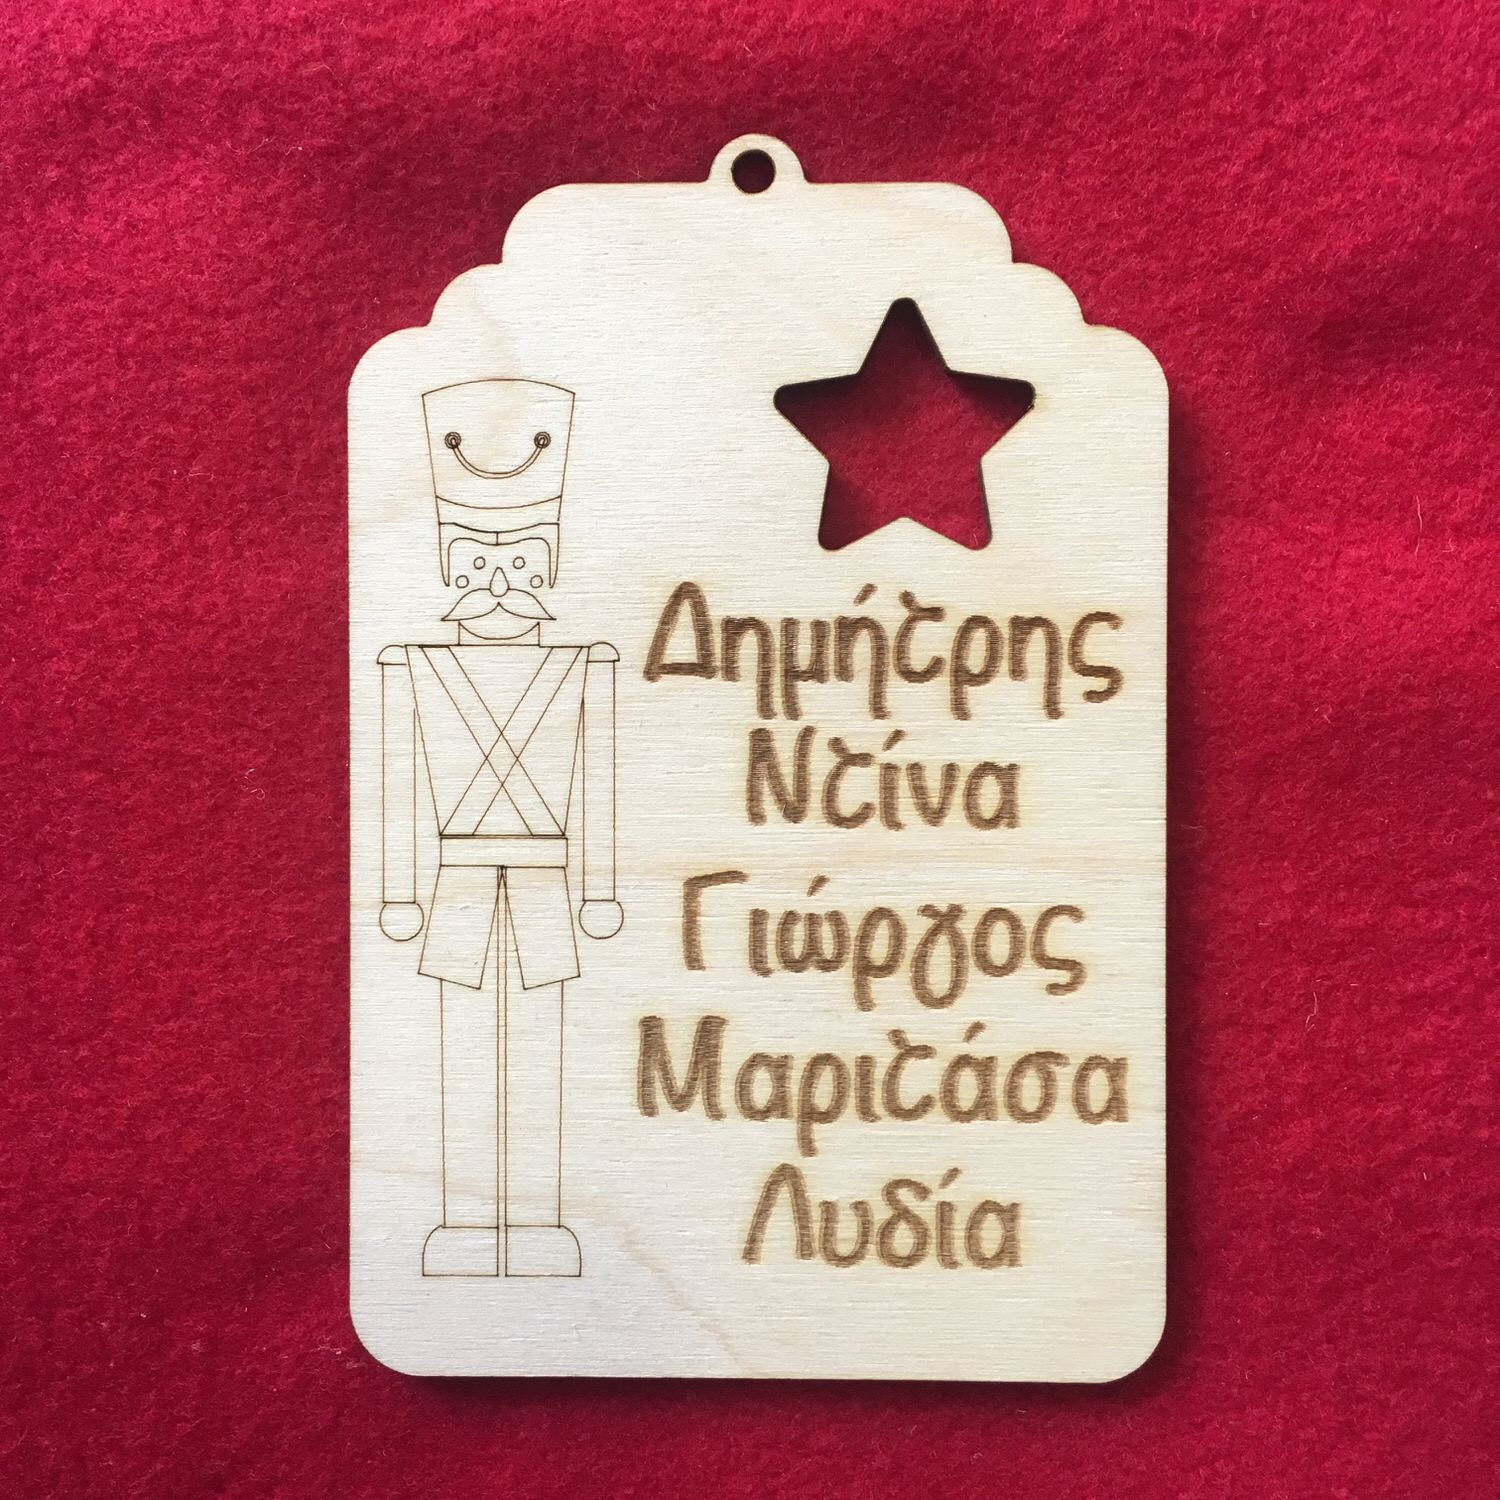 Δημήτρης
Ντίνα
Γιώργος
Μαριτάσα
Λυδία